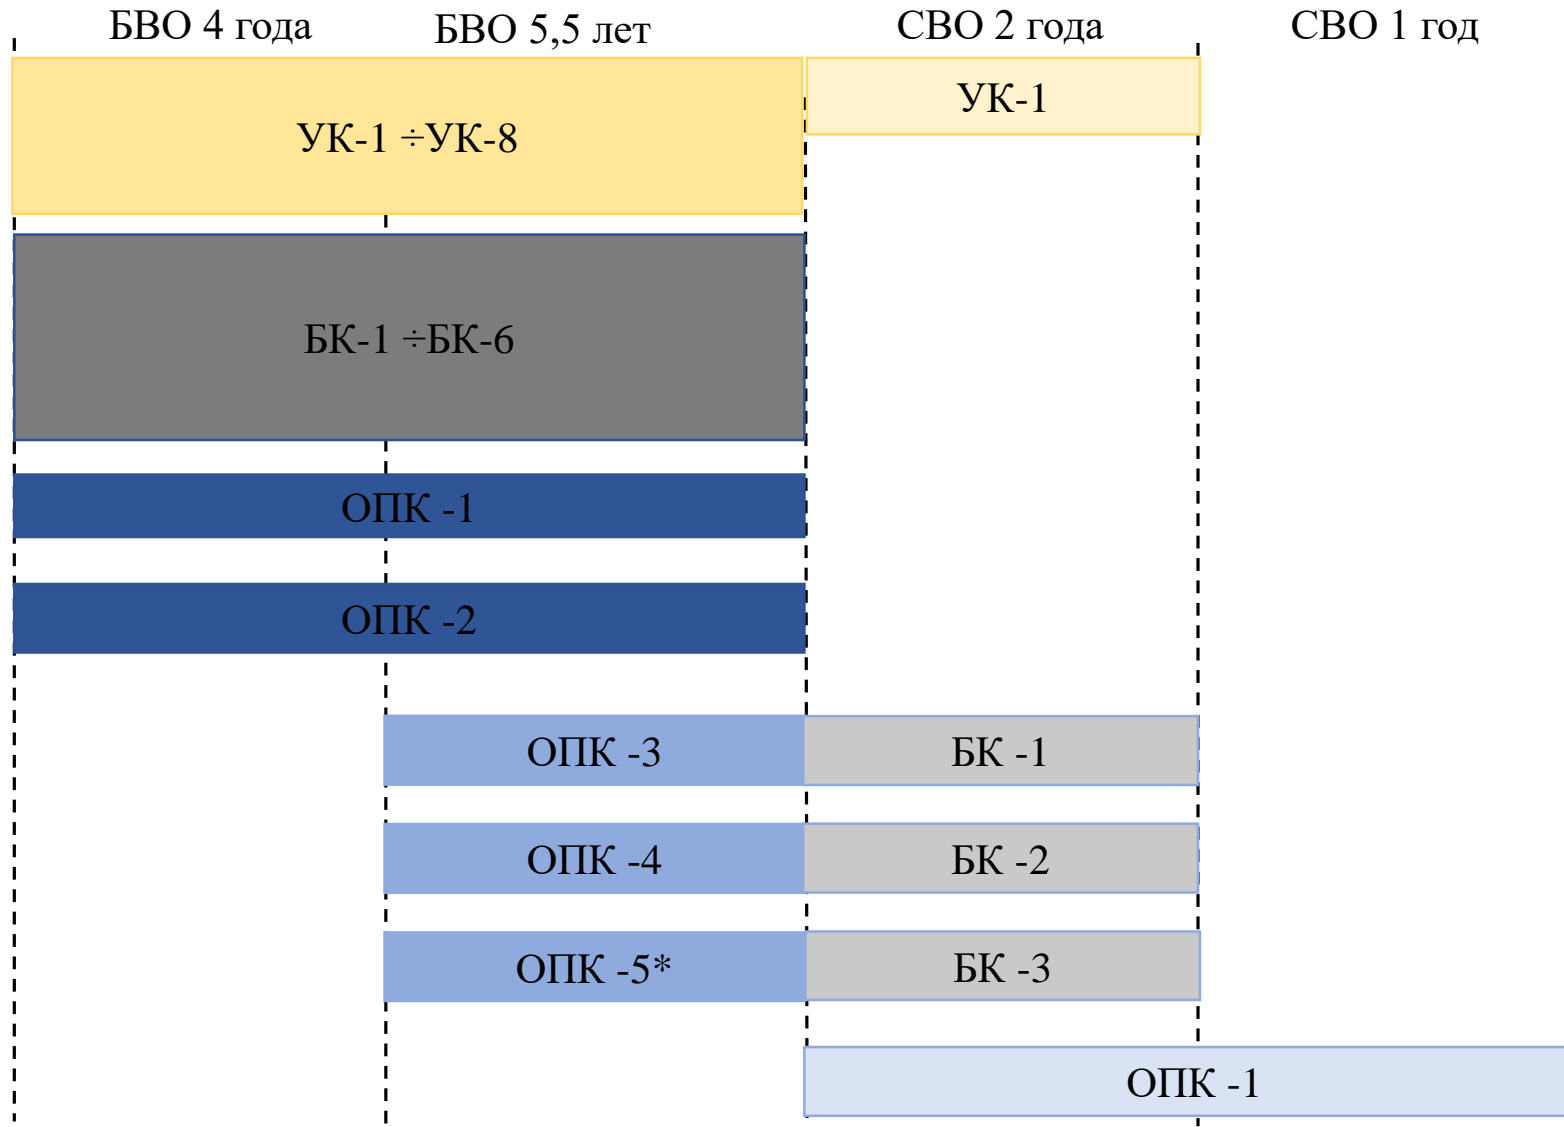 БВО 4 года
БВО 5,5 лет
СВО 2 года
СВО 1 год
УК-1 ÷УК-8
УК-1
БК-1 ÷БК-6
ОПК -1
ОПК -2
ОПК -3
БК -1
ОПК -4
БК -2
ОПК -5*
БК -3
ОПК -1